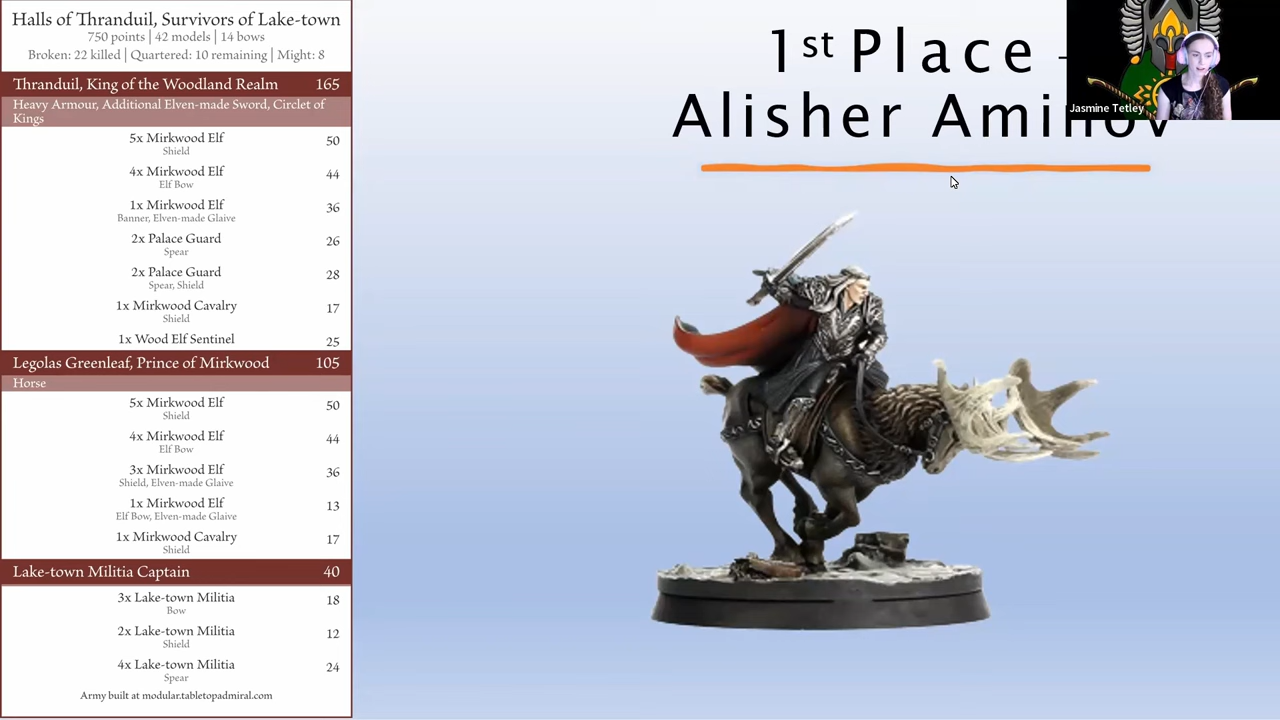 Halls of Thranduil, Survivors of Lake-town
750 points | 42 models | 14 bows
Broken: 22 killed | Quartered: 10 remaining | Might: 8
Thranduil, King of the Woodland Realm 165
Heavy Armour, Additional Elven-made Sword, Circlet of
Kings
5x Mirkwood Elf 50
Shield
4x Mirkwood Elf 44
Elf Bow
1x Mirkwood Elf 36
Banner, Elven-made Glaive
2x Palace Guard 26
Spear
2x Palace Guard 28
Spear, Shield
1x Mirkwood Cavalry 17
Shield
1x Wood Elf Sentinel 25
Legolas Greenleaf, Prince of Mirkwood 105
Horse
5x Mirkwood Elf 50
Shield
4x Mirkwood Elf 44
Elf Bow
3x Mirkwood Elf 36
Shield, Elven-made Glaive
1x Mirkwood Elf 13
Elf Bow, Elven-made Glaive
1x Mirkwood Cavalry 17
Shield
Lake-town Militia Captain 40
3x Lake-town Militia 18
Bow
2x Lake-town Militia 12
Shield
4x Lake-town Militia 24
Spear
Army built at modular.tabletopadmiral.com
1st Place -
Alisher Aminov
Jasmine Tetley